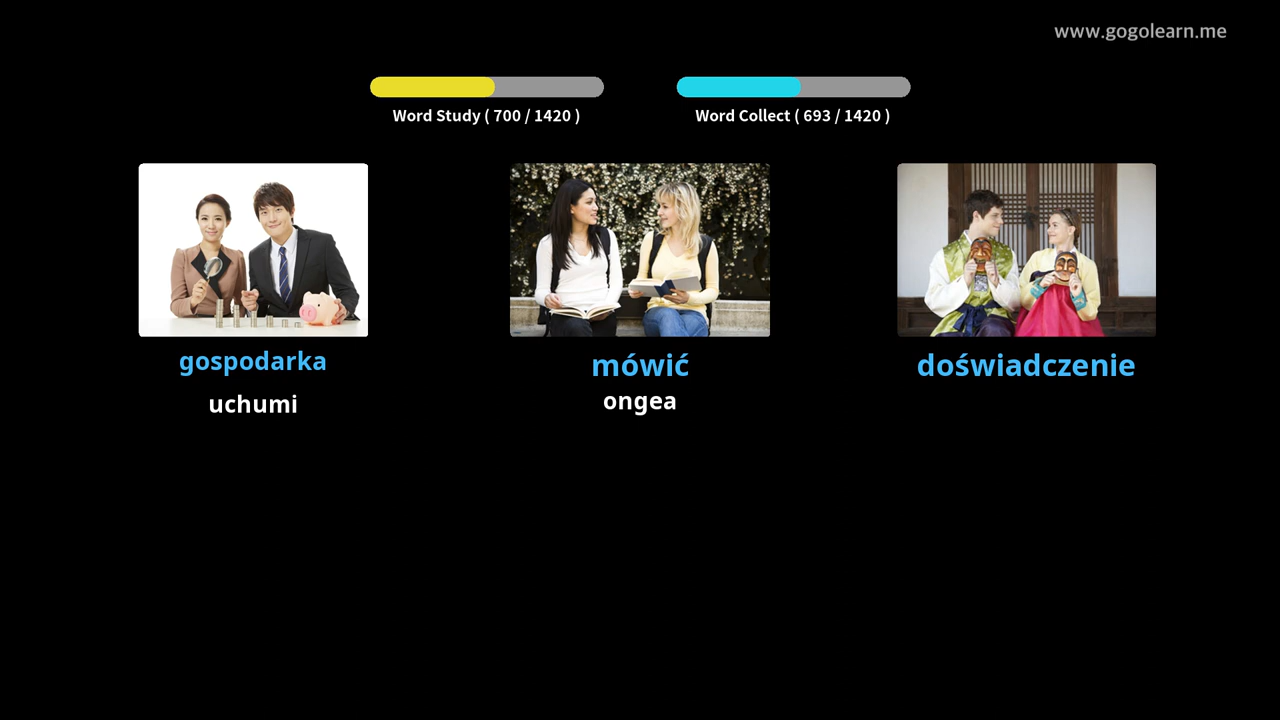 www.gogolearn.me
Word Study ( 700 / 1420 )
Word Collect ( 693 / 1420 )
gospodarka
mówić
doświadczenie
uchumi
ongea